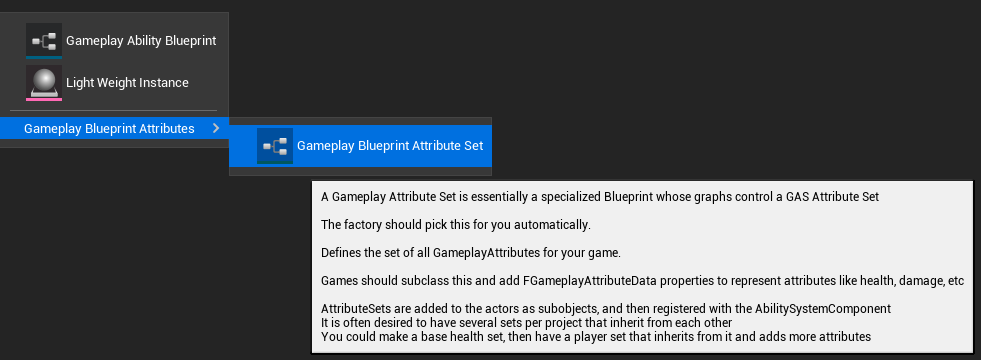 Gameplay Ability Blueprint
Light Weight Instance
Gameplay Blueprint Attributes
Gameplay Blueprint Attribute Set
A Gameplay Attribute Set is essentially a specialized Blueprint whose graphs control a GAS Attribute Set
The factory should pick this for you automatically.
Defines the set of all GameplayAttributes for your game.
Games should subclass this and add FGameplayAttributeData properties to represent attributes like health, damage, etc
AttributeSets are added to the actors as subobjects, and then registered with the AbilitySystemComponent
It is often desired to have several sets per project that inherit from each other
You could make a base health set, then have a player set that inherits from it and adds more attributes